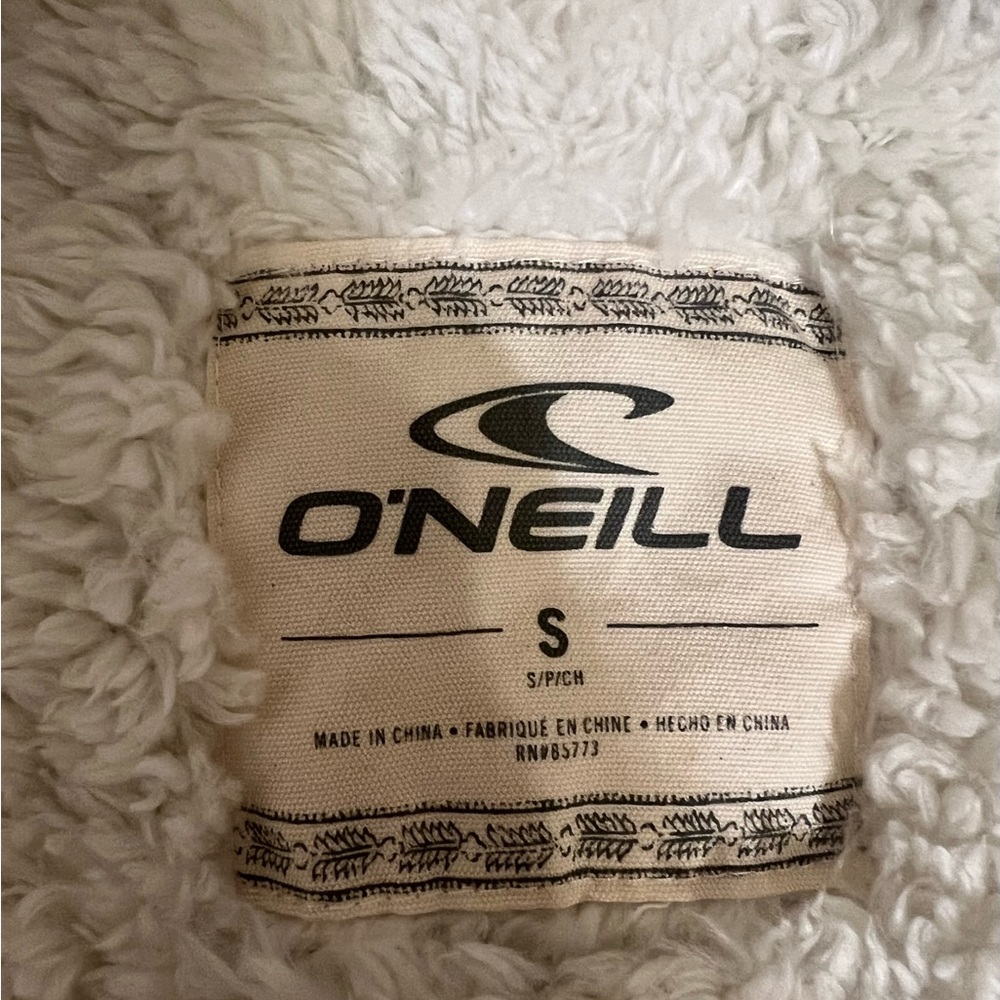 O'NEILL
S
S/P/CH
MADE IN CHINA • FABRIQUÉ EN CHINE • HECHO EN CHINA
RN#85773